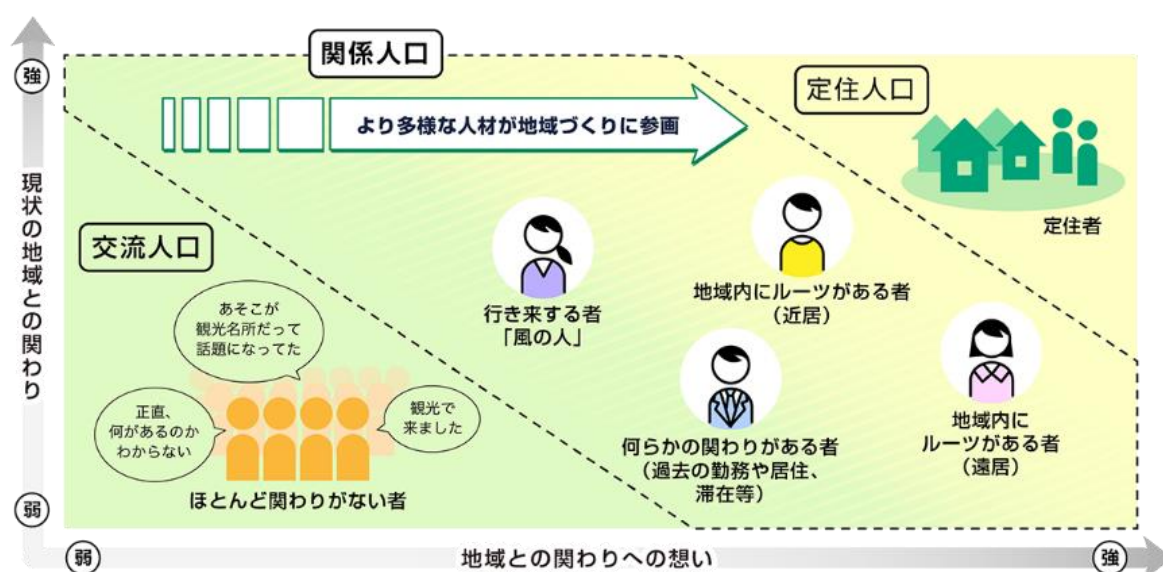 関係人口
強
より多様な人材が地域づくりに参画
定住人口
定住者
現状の地域との関わり
交流人口
あそこが
観光名所だって
話題になってた
正直、
何があるのか
わからない
観光で
来ました
ほとんど関わりがない者
行き来する者
「風の人」
地域内にルーツがある者
（近居）
何らかの関わりがある者
（過去の勤務や居住、
滞在等）
地域内に
ルーツがある者
（遠居）
弱
弱
地域との関わりへの想い
強